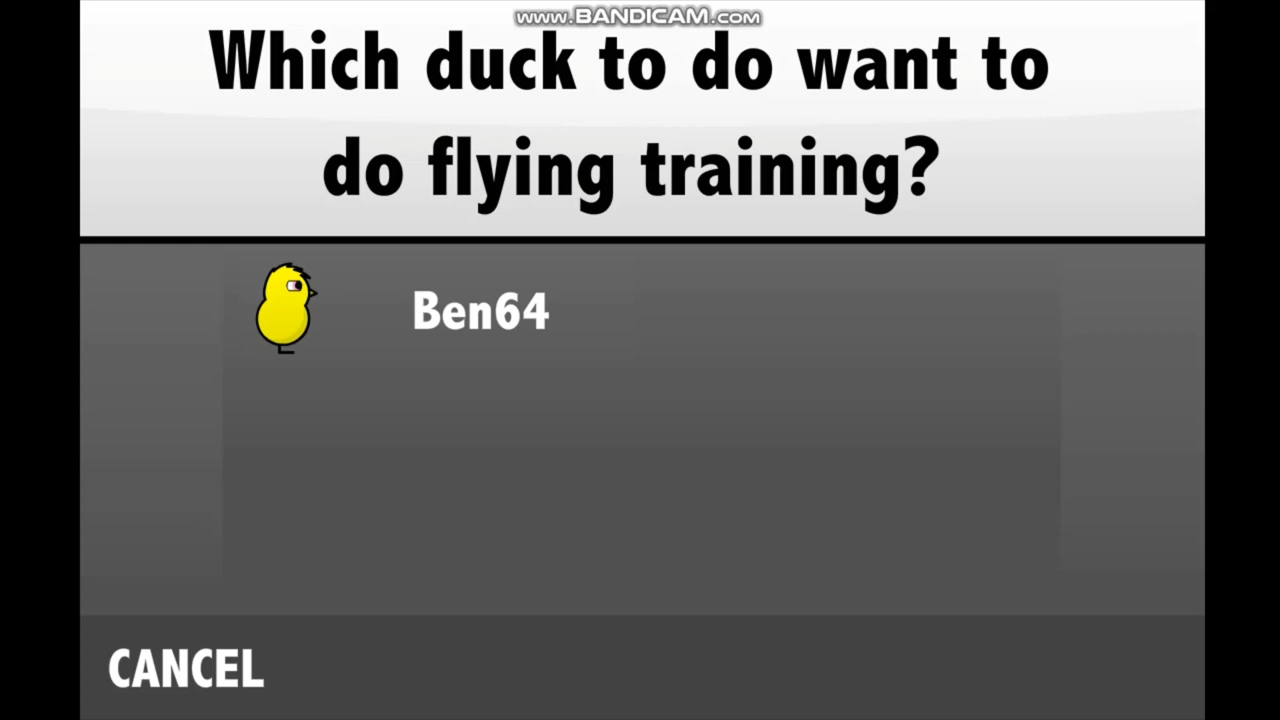 www.BANDICAM.com
Which duck to do want to
do flying training?
Ben64
CANCEL